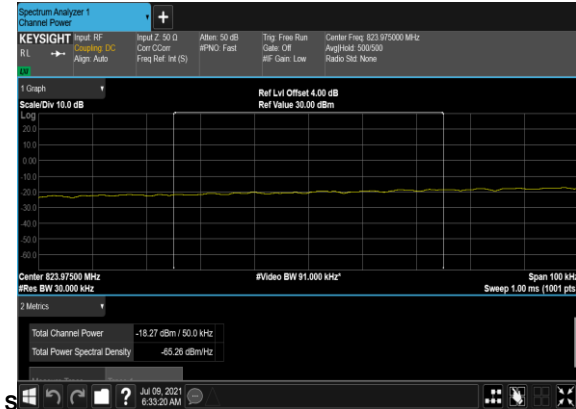 Spectrum Analyzer 1
Channel Power
KEYSIGHT
RL
Input: RF
Coupling: DC
Align: Auto
Input Z: 50 Ω
Corr CCorr
Freq Ref: Int (S)
Atten: 50 dB
#PNO: Fast
Trig: Free Run
Gate: Off
#IF Gain: Low
Center Freq: 823.975000 MHz
Avg|Hold: 500/500
Radio Std: None
1 Graph
Scale/Div 10.0 dB
Ref Lvl Offset 4.00 dB
Ref Value 30.00 dBm
Log
20.0
10.0
0.00
-10.0
-20.0
-30.0
-40.0
-50.0
-60.0
Center 823.97500 MHz
#Video BW 91.000 kHz*
Span 100 kHz
#Res BW 30.000 kHz
Sweep 1.00 ms (1001 pts
2 Metrics
Total Channel Power -18.27 dBm / 50.0 kHz
Total Power Spectral Density -65.26 dBm/Hz
Jul 09, 2021
6:33:20 AM
S